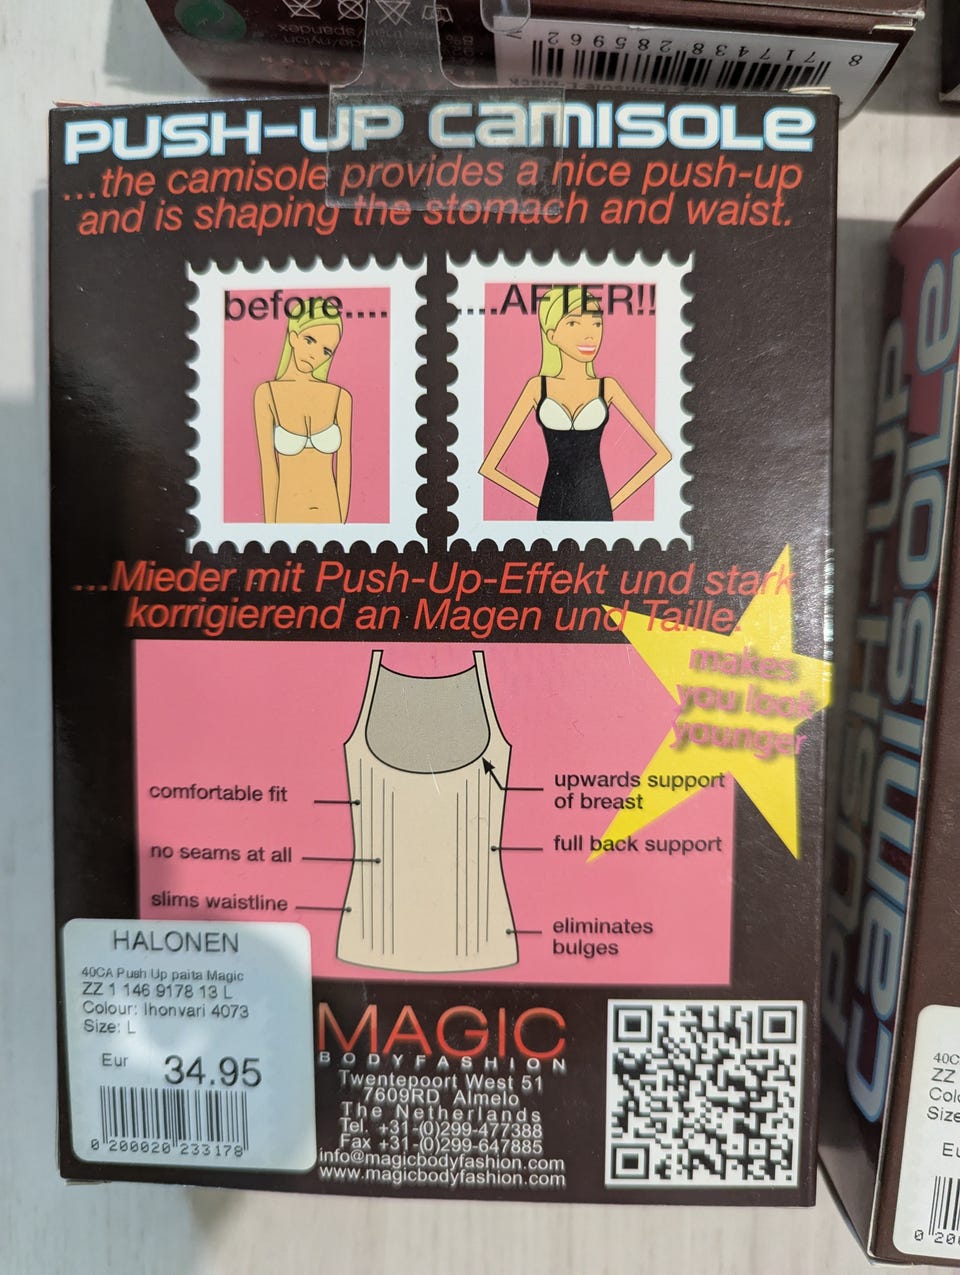 8 717438 285962
PUSH-UP CAMISOLE
...the camisole provides a nice push-up
and is shaping the stomach and waist.
before....
....AFTER!!
...Mieder mit Push-Up-Effekt und stark
korrigierend an Magen und Taille.
makes
you look
younger
comfortable fit
no seams at all
slims waistline
upwards support
of breast
full back support
eliminates
bulges
HALONEN
40CA Push Up paita Magic
ZZ 1 146 9178 13 L
Colour: Ihonvari 4073
Size: L
Eur 34.95
0 200020 233178
MAGIC
BODYFASHION
Twentepoort West 51
7609RD Almelo
The Netherlands
Tel. +31-(0)299-477388
Fax +31-(0)299-647885
info@magicbodyfashion.com
www.magicbodyfashion.com
PUSH-UP
CAMISOLE
40C
ZZ
Size
0 200